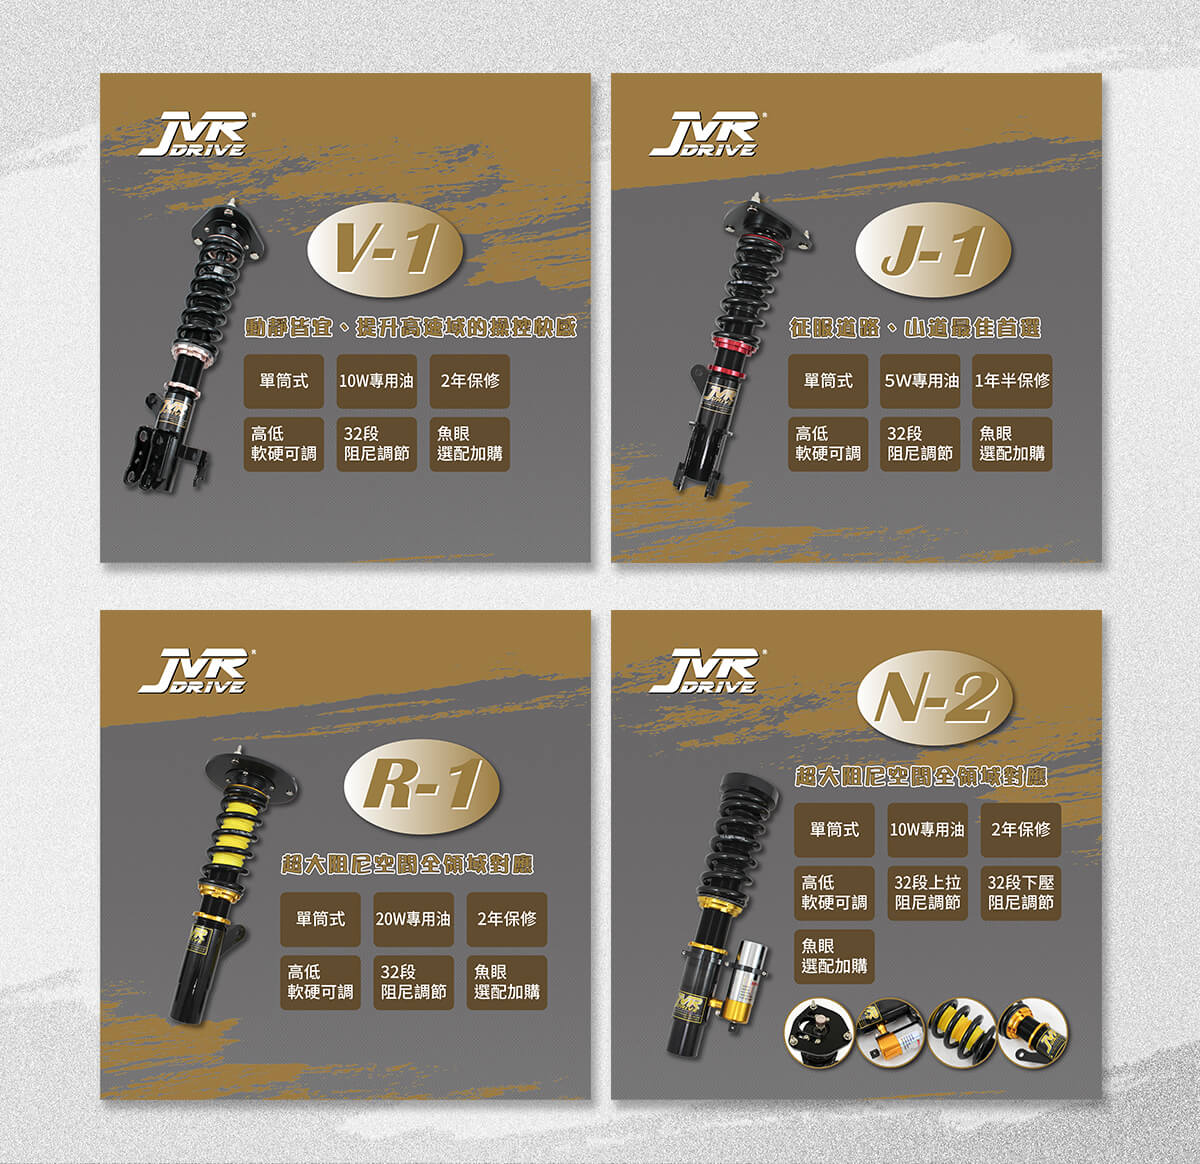 JVR®
DRIVE
V-1
動靜皆宜、提升高速域的操控快感
單筒式
10W專用油
2年保修
高低
軟硬可調
32段
阻尼調節
魚眼
選配加購
JVR®
DRIVE
J-1
征服道路、山道最佳首選
單筒式
5W專用油
1年半保修
高低
軟硬可調
32段
阻尼調節
魚眼
選配加購
JVR®
DRIVE
R-1
超大阻尼空間全領域對應
單筒式
20W專用油
2年保修
高低
軟硬可調
32段
阻尼調節
魚眼
選配加購
JVR®
DRIVE
N-2
超大阻尼空間全領域對應
單筒式
10W專用油
2年保修
高低
軟硬可調
32段上拉
阻尼調節
32段下壓
阻尼調節
魚眼
選配加購